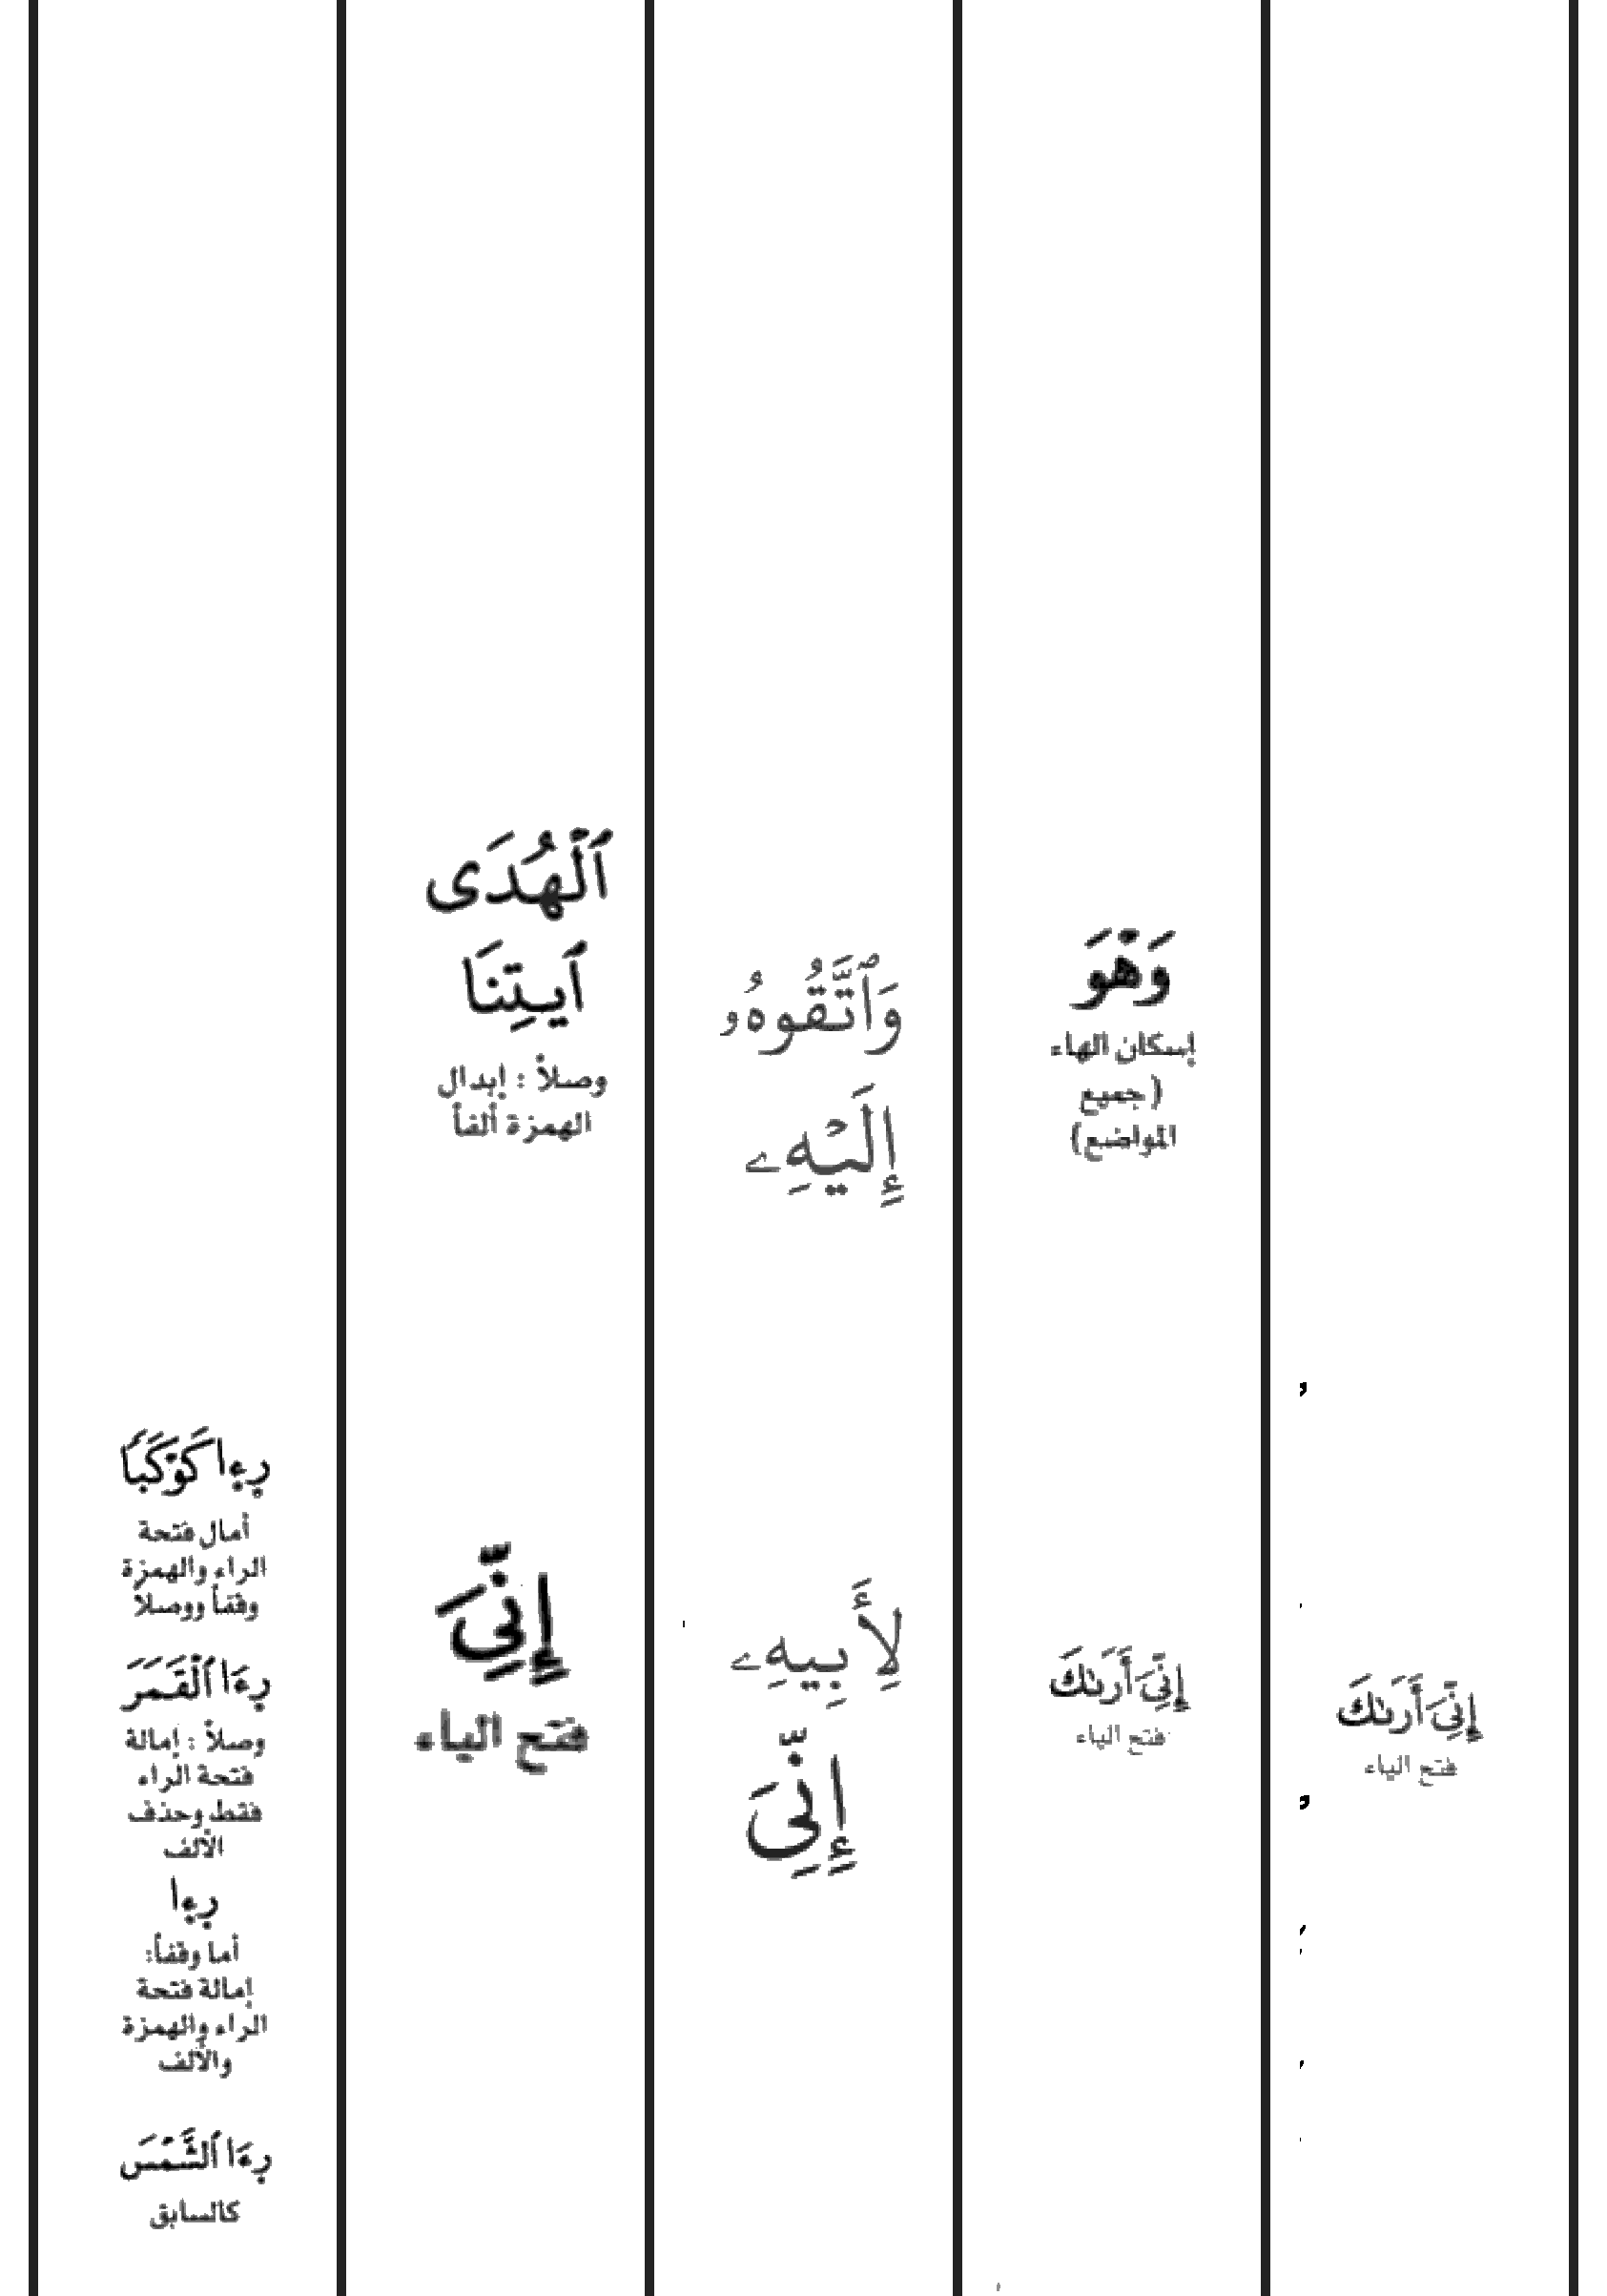 إِنِّيَ أَرَىٰكَ
فتح الياء
وَهْوَ
إسكان الهاء
(جميع
المواضع)
إِنِّيَ أَرَىٰكَ
فتح الياء
وَٱتَّقُوهُۥ
إِلَيْهِۦ
لِأَبِيهِۦ
إِنِّيَ
ٱلْهُدَى
ٱيـتِنَا
وصلاً : إبدال
الهمزة ألفاً
إِنِّيَ
فتح الياء
رِءِا كَوْكَبًا
أمال فتحة
الراء والهمزة
وقفاً ووصلاً
رِءَا ٱلْقَمَرَ
وصلاً : إمالة
فتحة الراء
فقط وحذف
الألف
رِءِا
أما وقفاً:
إمالة فتحة
الراء والهمزة
والألف
رِءَا ٱلشَّمْسَ
كالسابق